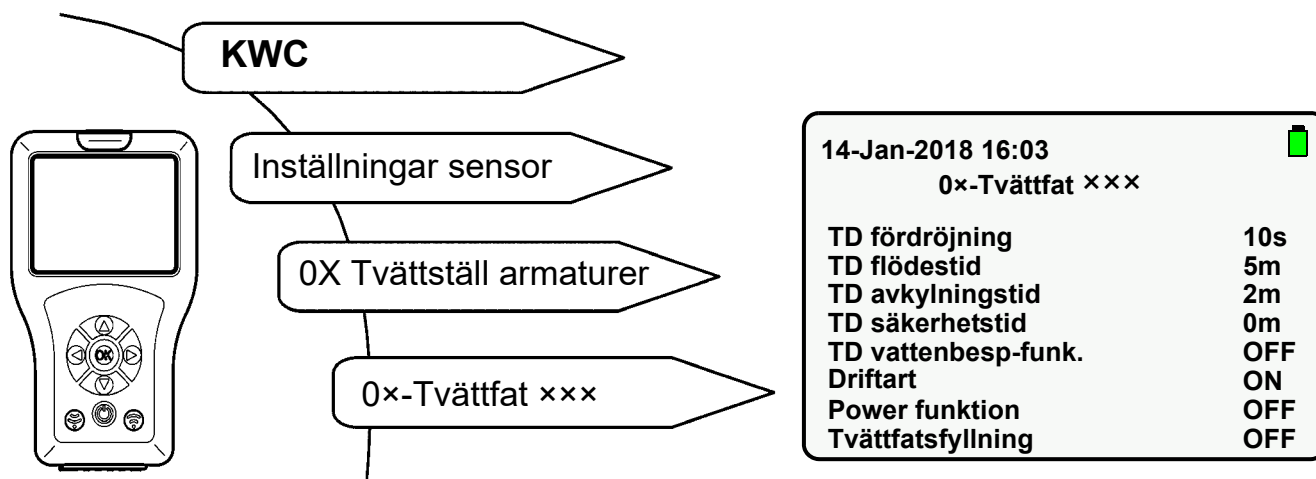 KWC
Inställningar sensor
0X Tvättställ armaturer
0×-Tvättfat ×××
OK
14-Jan-2018 16:03
0×-Tvättfat ×××
TD fördröjning 10s
TD flödestid 5m
TD avkylningstid 2m
TD säkerhetstid 0m
TD vattenbesp-funk. OFF
Driftart ON
Power funktion OFF
Tvättfatsfyllning OFF